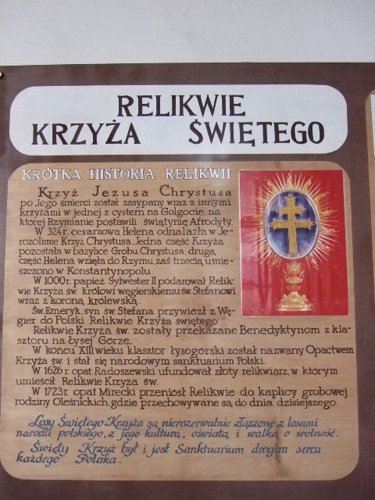 RELIKWIE
KRZYŻA ŚWIĘTEGO
KRÓTKA HISTORIA RELIKWII
Krzyż Jezusa Chrystusa
po Jego śmierci został zasypany wraz z innymi
krzyżami w jednej z cystern na Golgocie, na
której Rzymianie postawili świątynię Afrodyty.
W 324r. cesarzowa Helena odnalazła w Je-
rozolimie Krzyż Chrystusa. Jedna część Krzyża
pozostała w bazylice Grobu Chrystusa, drugą
część Helena wzięła do Rzymu, zaś trzecią umie-
szczono w Konstantynopolu.
W 1000r. papież Sylwester II podarował Relik-
wie Krzyża św. królowi węgierskiemu św. Stefanowi
wraz z koroną królewską.
Św. Emeryk, syn św. Stefana przywiózł z Wę-
gier do Polski Relikwie Krzyża świętego.
Relikwie Krzyża św. zostały przekazane Benedyktynom z kla-
sztoru na Łysej Górze.
W końcu XIII wieku klasztor łysogórski został nazwany Opactwem
Krzyża św. i stał się narodowym sanktuarium Polski.
W 1626r. opat Radoszewski ufundował złoty relikwiarz, w którym
umieścił Relikwie Krzyża św.
W 1723r. opat Mirecki przeniósł Relikwie do kaplicy grobowej
rodziny Oleśnickich, gdzie przechowywane są do dnia dzisiejszego.
Losy Świętego Krzyża są nierozerwalnie złączone z losami
narodu polskiego, z jego kulturą, oświatą i walką o wolność.
Święty Krzyż był i jest Sanktuarium drogim sercu
każdego Polaka.